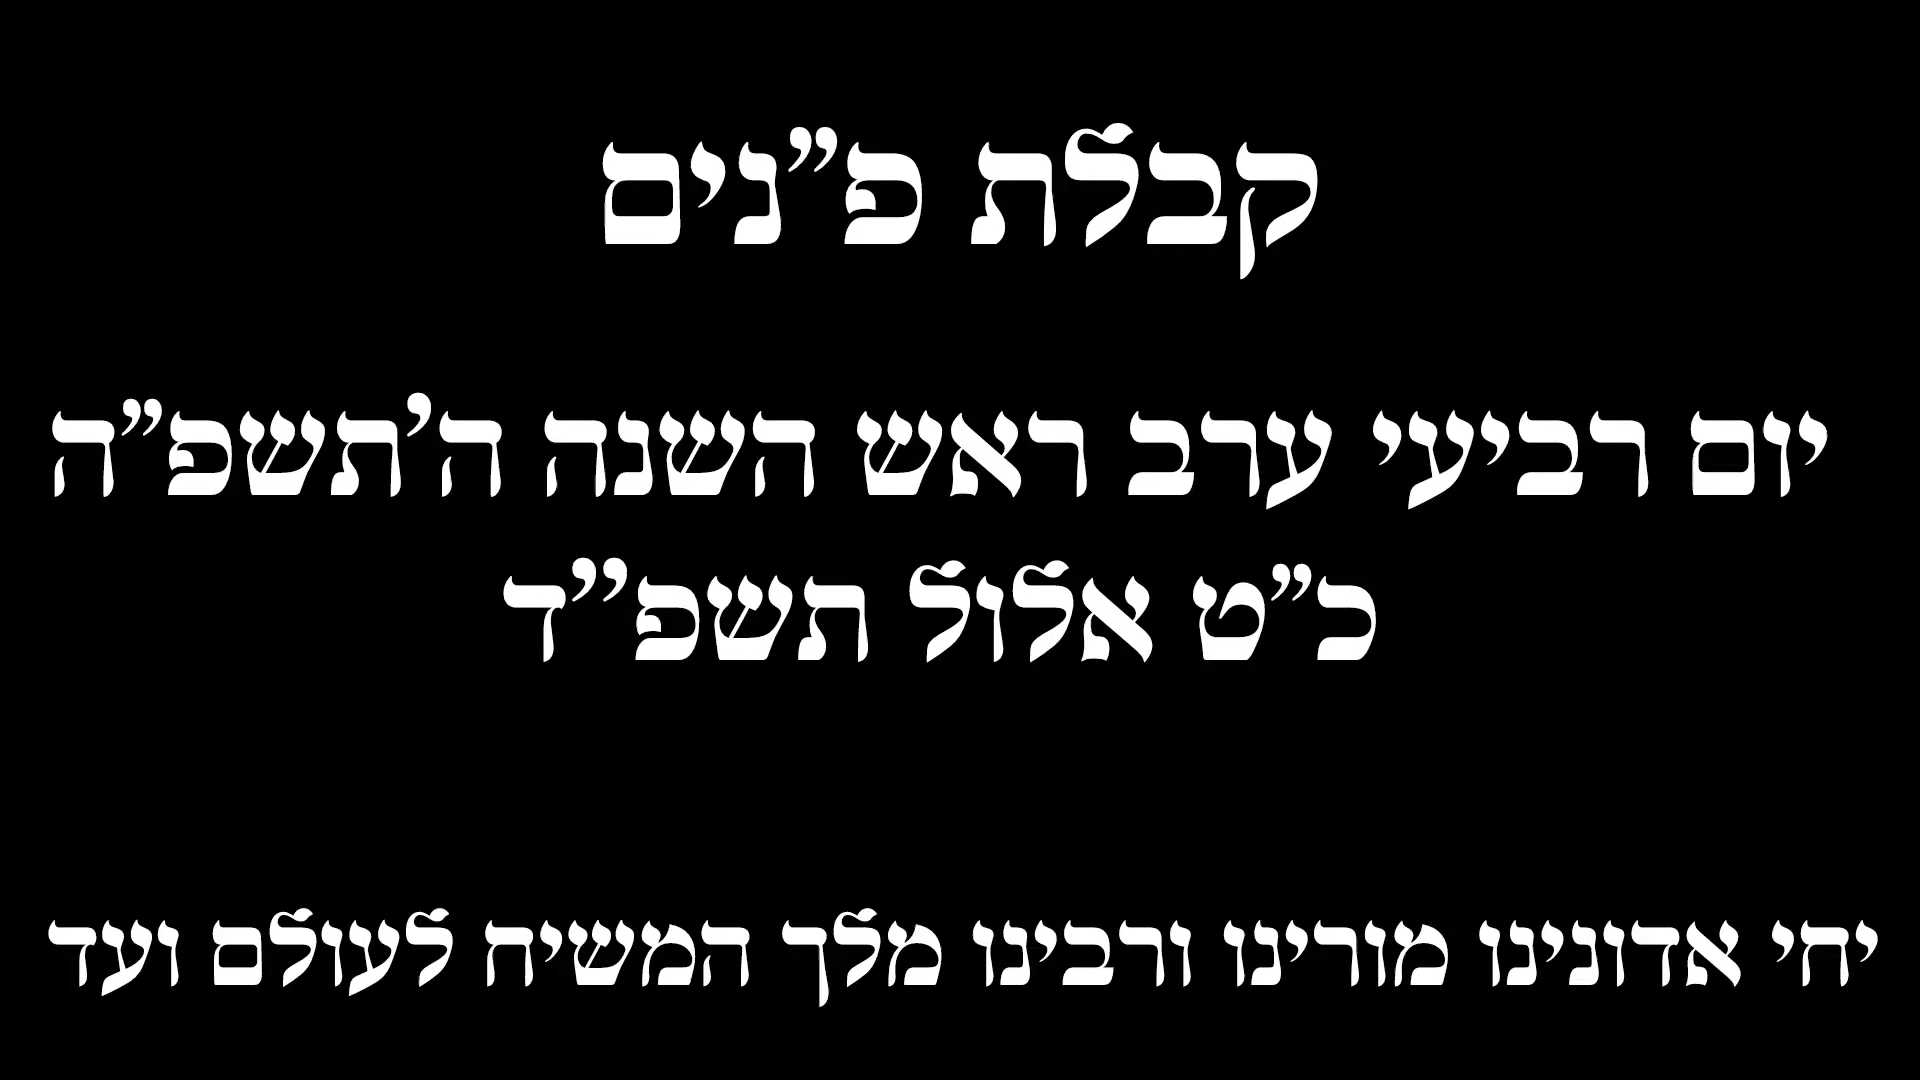 קבלת פ"נים
יום רביעי ערב ראש השנה ה'תשפ"ה
כ"ט אלול תשפ"ד
יחי אדונינו מורינו ורבינו מלך המשיח לעולם ועד